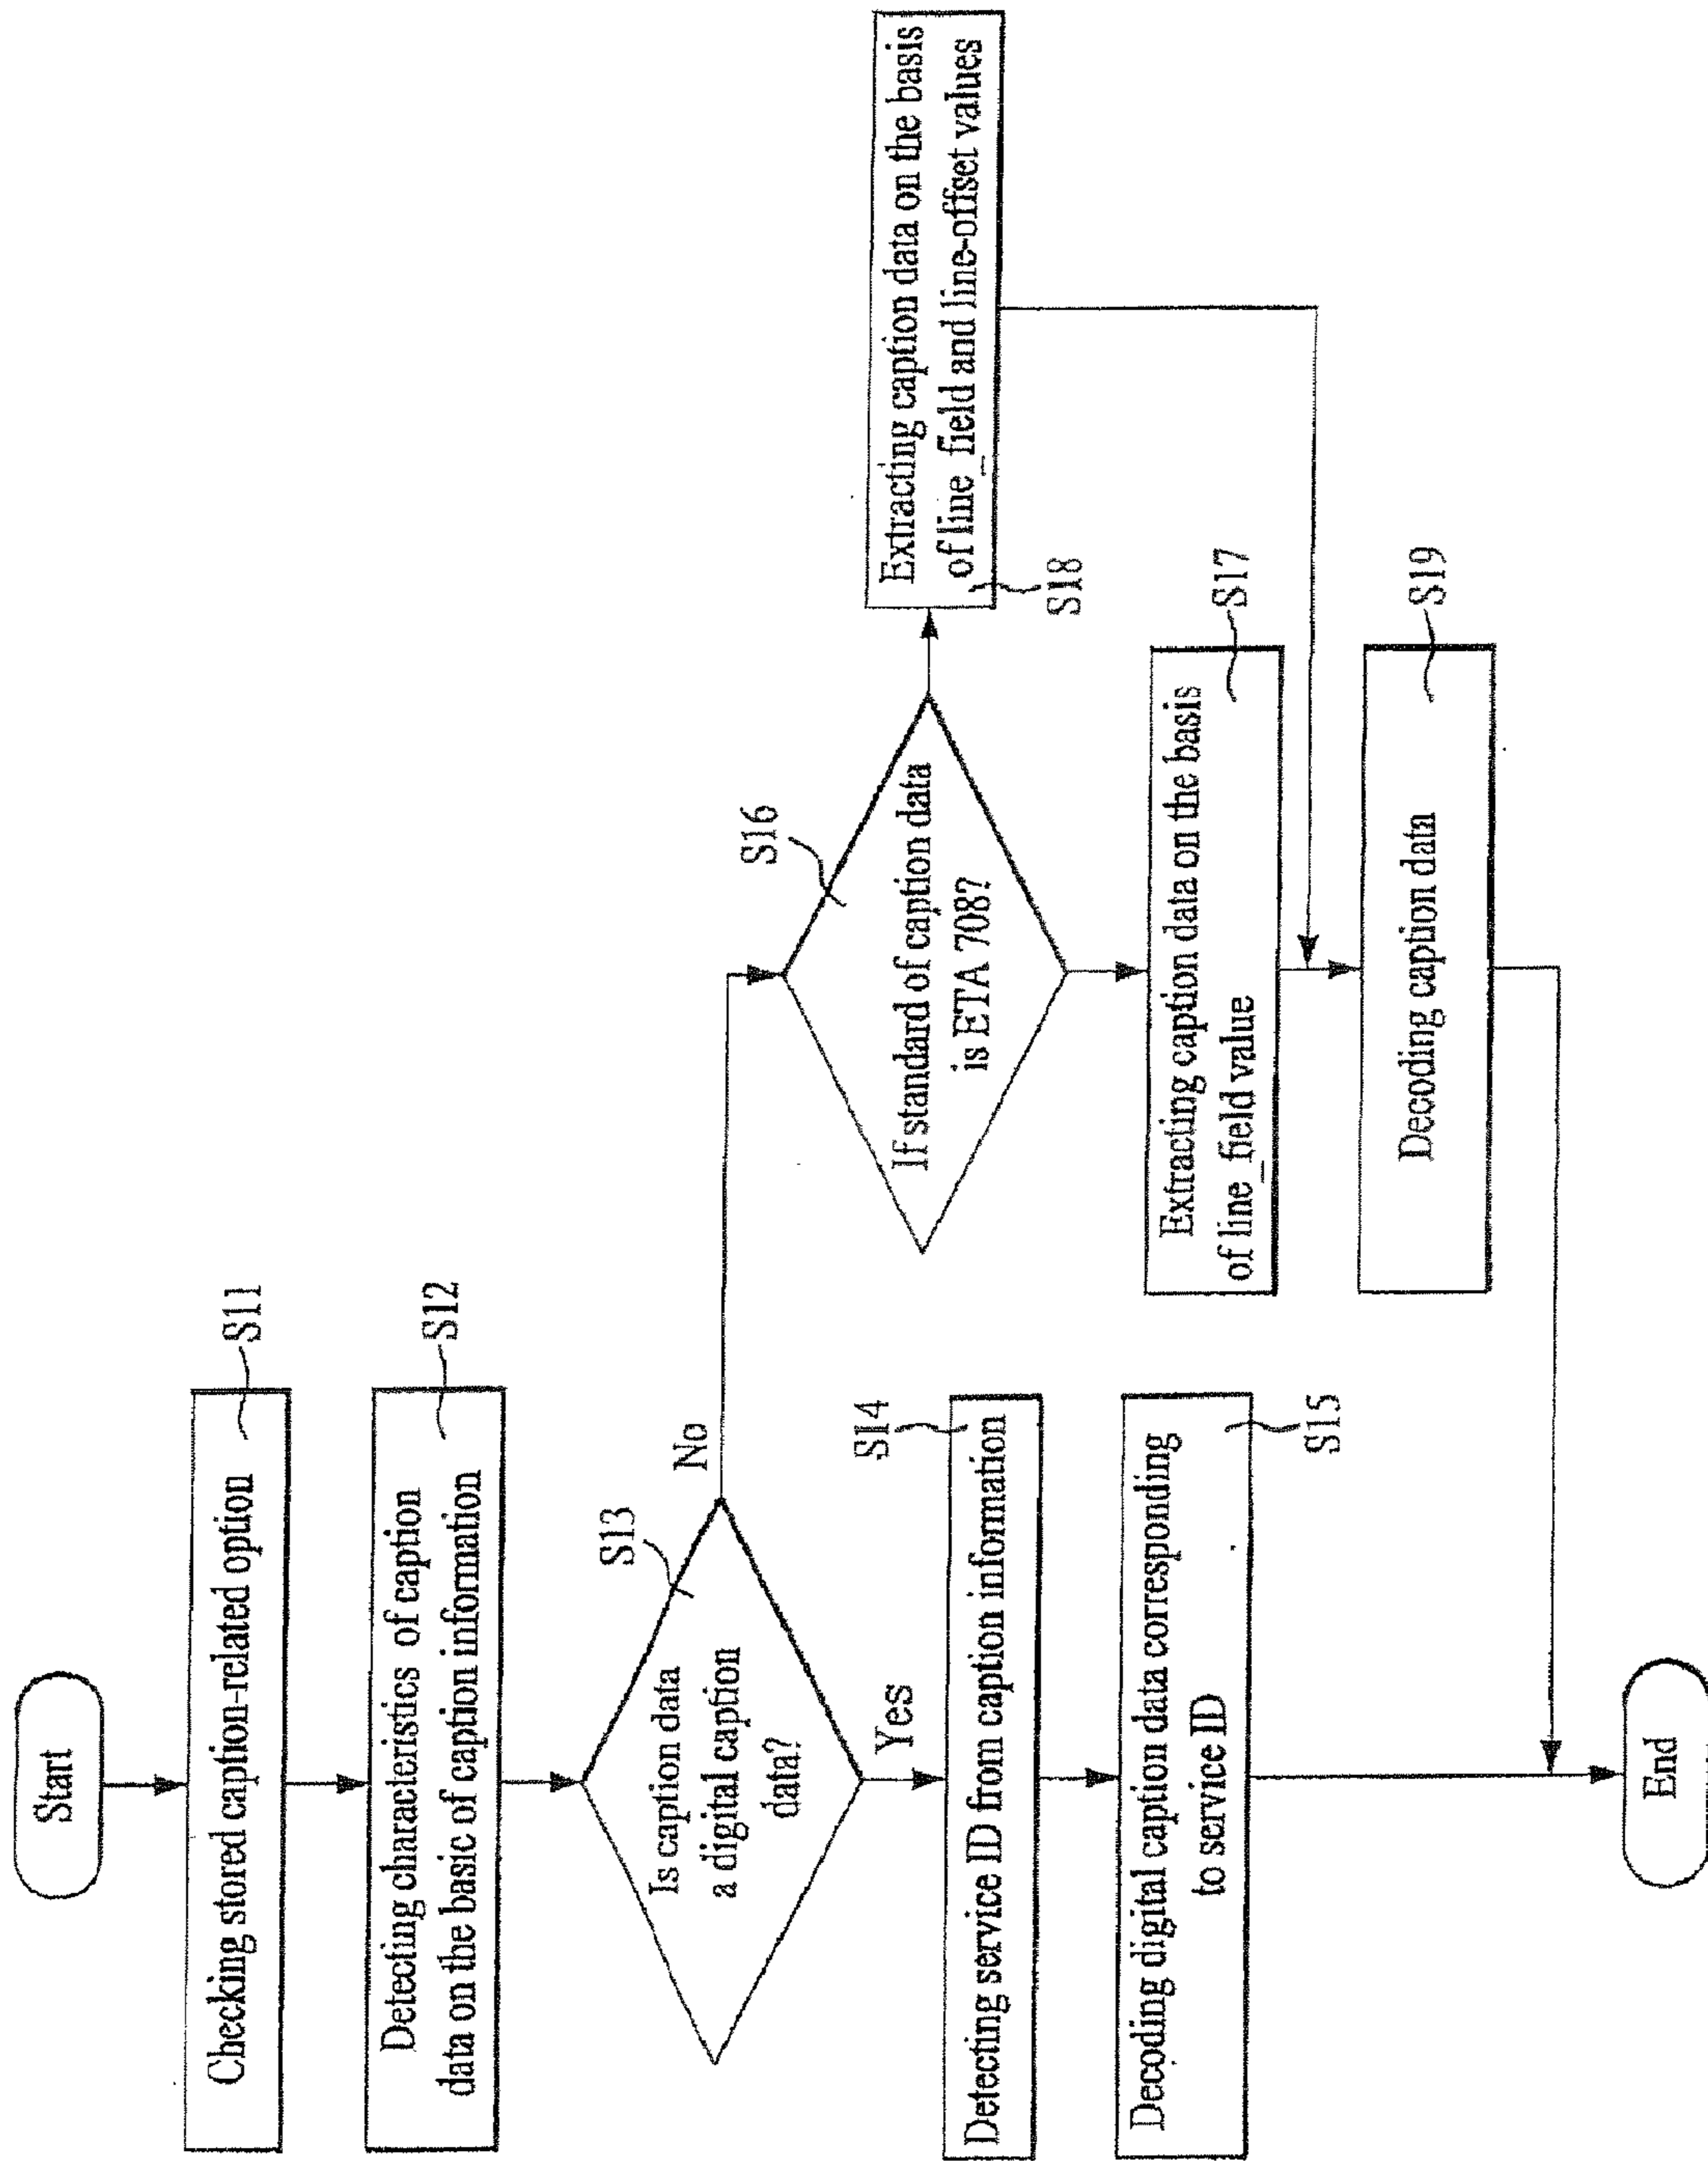 Start
Checking stored caption-related option
S11
Detecting characteristics of caption
data on the basic of caption information
S12
Is caption data
a digital caption
data?
S13
No
Yes
Detecting service ID from caption information
S14
Decoding digital caption data corresponding
to service ID
S15
If standard of caption data
is ETA 708?
S16
Extracting caption data on the basis
of line_field and line-offset values
S18
Extracting caption data on the basis
of line_field value
S17
Decoding caption data
S19
End